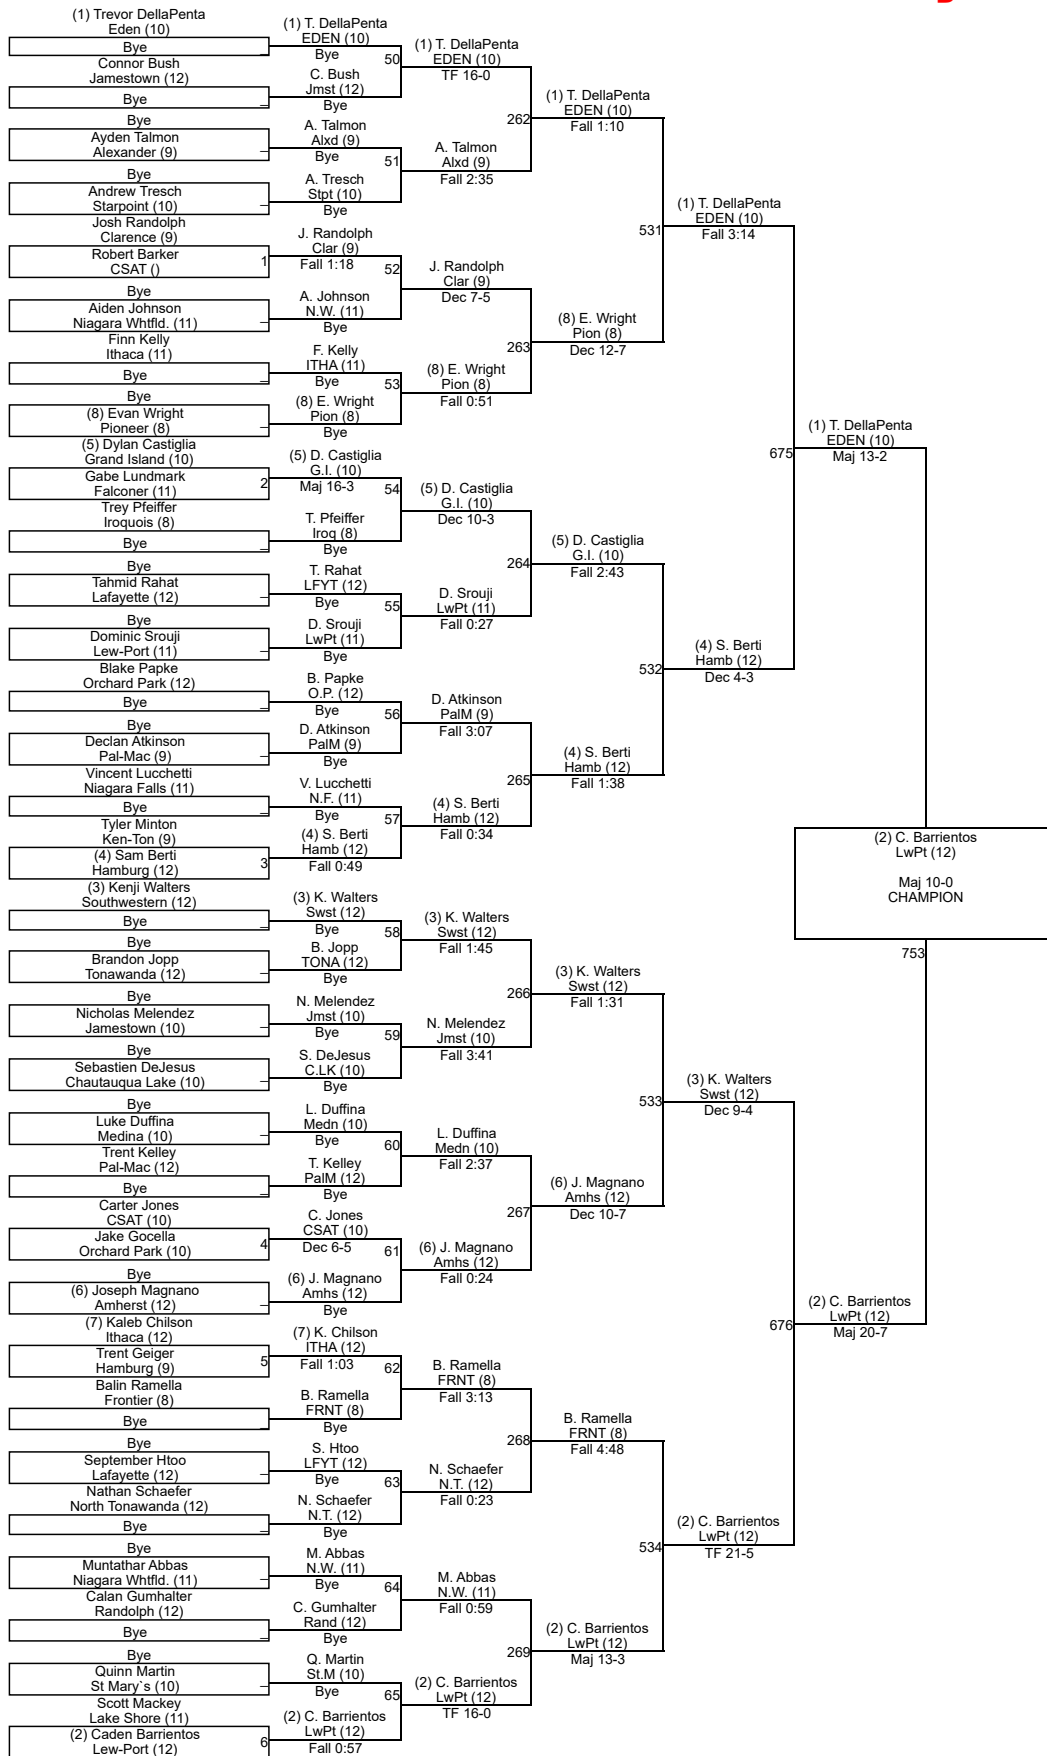 (1) Trevor DellaPenta
Eden (10)
Bye
Connor Bush
Jamestown (12)
Bye
Bye
Ayden Talmon
Alexander (9)
Bye
Andrew Tresch
Starpoint (10)
Josh Randolph
Clarence (9)
Robert Barker
CSAT ()
1
Bye
Aiden Johnson
Niagara Whtfld. (11)
Finn Kelly
Ithaca (11)
Bye
Bye
(8) Evan Wright
Pioneer (8)
(5) Dylan Castiglia
Grand Island (10)
Gabe Lundmark
Falconer (11)
2
Trey Pfeiffer
Iroquois (8)
Bye
Bye
Tahmid Rahat
Lafayette (12)
Bye
Dominic Srouji
Lew-Port (11)
Blake Papke
Orchard Park (12)
Bye
Bye
Declan Atkinson
Pal-Mac (9)
Vincent Lucchetti
Niagara Falls (11)
Bye
Tyler Minton
Ken-Ton (9)
(4) Sam Berti
Hamburg (12)
3
(3) Kenji Walters
Southwestern (12)
Bye
Bye
Brandon Jopp
Tonawanda (12)
Bye
Nicholas Melendez
Jamestown (10)
Bye
Sebastien DeJesus
Chautauqua Lake (10)
Bye
Luke Duffina
Medina (10)
Trent Kelley
Pal-Mac (12)
Bye
Carter Jones
CSAT (10)
Jake Gocella
Orchard Park (10)
4
Bye
(6) Joseph Magnano
Amherst (12)
(7) Kaleb Chilson
Ithaca (12)
Trent Geiger
Hamburg (9)
5
Balin Ramella
Frontier (8)
Bye
Bye
September Htoo
Lafayette (12)
Nathan Schaefer
North Tonawanda (12)
Bye
Bye
Muntathar Abbas
Niagara Whtfld. (11)
Calan Gumhalter
Randolph (12)
Bye
Bye
Quinn Martin
St Mary`s (10)
Scott Mackey
Lake Shore (11)
(2) Caden Barrientos
Lew-Port (12)
6
(1) T. DellaPenta
EDEN (10)
Bye
50
C. Bush
Jmst (12)
Bye
A. Talmon
Alxd (9)
Bye
51
A. Tresch
Stpt (10)
Bye
J. Randolph
Clar (9)
Fall 1:18
52
A. Johnson
N.W. (11)
Bye
F. Kelly
ITHA (11)
Bye
53
(8) E. Wright
Pion (8)
Bye
(5) D. Castiglia
G.I. (10)
Maj 16-3
54
T. Pfeiffer
Iroq (8)
Bye
T. Rahat
LFYT (12)
Bye
55
D. Srouji
LwPt (11)
Bye
B. Papke
O.P. (12)
Bye
56
D. Atkinson
PalM (9)
Bye
V. Lucchetti
N.F. (11)
Bye
57
(4) S. Berti
Hamb (12)
Fall 0:49
(3) K. Walters
Swst (12)
Bye
58
B. Jopp
TONA (12)
Bye
N. Melendez
Jmst (10)
Bye
59
S. DeJesus
C.LK (10)
Bye
L. Duffina
Medn (10)
Bye
60
T. Kelley
PalM (12)
Bye
C. Jones
CSAT (10)
Dec 6-5
61
(6) J. Magnano
Amhs (12)
Bye
(7) K. Chilson
ITHA (12)
Fall 1:03
62
B. Ramella
FRNT (8)
Bye
S. Htoo
LFYT (12)
Bye
63
N. Schaefer
N.T. (12)
Bye
M. Abbas
N.W. (11)
Bye
64
C. Gumhalter
Rand (12)
Bye
Q. Martin
St.M (10)
Bye
65
(2) C. Barrientos
LwPt (12)
Fall 0:57
(1) T. DellaPenta
EDEN (10)
TF 16-0
262
A. Talmon
Alxd (9)
Fall 2:35
J. Randolph
Clar (9)
Dec 7-5
263
(8) E. Wright
Pion (8)
Fall 0:51
(5) D. Castiglia
G.I. (10)
Dec 10-3
264
D. Srouji
LwPt (11)
Fall 0:27
D. Atkinson
PalM (9)
Fall 3:07
265
(4) S. Berti
Hamb (12)
Fall 0:34
(3) K. Walters
Swst (12)
Fall 1:45
266
N. Melendez
Jmst (10)
Fall 3:41
L. Duffina
Medn (10)
Fall 2:37
267
(6) J. Magnano
Amhs (12)
Fall 0:24
B. Ramella
FRNT (8)
Fall 3:13
268
N. Schaefer
N.T. (12)
Fall 0:23
M. Abbas
N.W. (11)
Fall 0:59
269
(2) C. Barrientos
LwPt (12)
TF 16-0
(1) T. DellaPenta
EDEN (10)
Fall 1:10
531
(8) E. Wright
Pion (8)
Dec 12-7
(5) D. Castiglia
G.I. (10)
Fall 2:43
532
(4) S. Berti
Hamb (12)
Fall 1:38
(3) K. Walters
Swst (12)
Fall 1:31
533
(6) J. Magnano
Amhs (12)
Dec 10-7
B. Ramella
FRNT (8)
Fall 4:48
534
(2) C. Barrientos
LwPt (12)
Maj 13-3
(1) T. DellaPenta
EDEN (10)
Fall 3:14
675
(4) S. Berti
Hamb (12)
Dec 4-3
(3) K. Walters
Swst (12)
Dec 9-4
676
(2) C. Barrientos
LwPt (12)
TF 21-5
(1) T. DellaPenta
EDEN (10)
Maj 13-2
(2) C. Barrientos
LwPt (12)
Maj 20-7
(2) C. Barrientos
LwPt (12)
Maj 10-0
CHAMPION
753